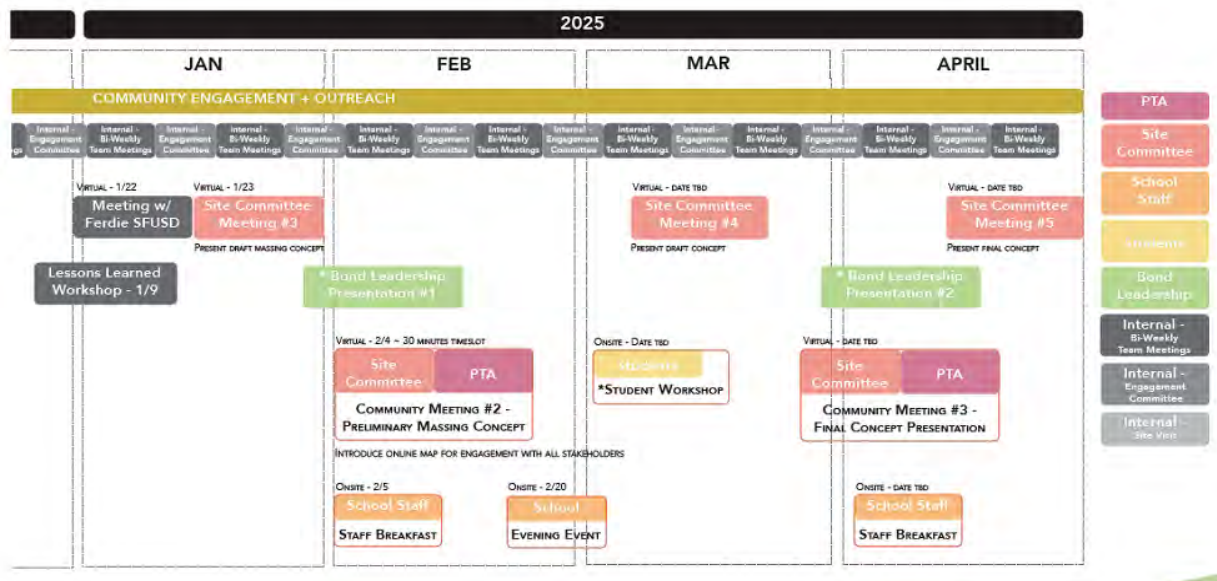 2025
JAN FEB MAR APRIL
COMMUNITY ENGAGEMENT + OUTREACH
gs
Internal -
Engagement
Committee
Internal -
Bi-Weekly
Team Meetings
Internal -
Engagement
Committee
Internal -
Bi-Weekly
Team Meetings
Internal -
Engagement
Committee
Internal -
Bi-Weekly
Team Meetings
Internal -
Engagement
Committee
Internal -
Bi-Weekly
Team Meetings
Internal -
Engagement
Committee
Internal -
Bi-Weekly
Team Meetings
Internal -
Engagement
Committee
Internal -
Bi-Weekly
Team Meetings
Internal -
Engagement
Committee
Internal -
Bi-Weekly
Team Meetings
Internal -
Engagement
Committee
Internal -
Bi-Weekly
Team Meetings
VIRTUAL - 1/22
Meeting w/
Ferdie SFUSD
VIRTUAL - 1/23
Site Committee
Meeting #3
PRESENT DRAFT MASSING CONCEPT
VIRTUAL - DATE TBD
Site Committee
Meeting #4
PRESENT DRAFT CONCEPT
VIRTUAL - DATE TBD
Site Committee
Meeting #5
PRESENT FINAL CONCEPT
Lessons Learned
Workshop - 1/9
* Bond Leadership
Presentation #1
* Bond Leadership
Presentation #2
VIRTUAL - 2/4 ~ 30 MINUTES TIMESLOT
Site
Committee
PTA
COMMUNITY MEETING #2 -
PRELIMINARY MASSING CONCEPT
INTRODUCE ONLINE MAP FOR ENGAGEMENT WITH ALL STAKEHOLDERS
ONSITE - DATE TBD
Students
*STUDENT WORKSHOP
VIRTUAL - DATE TBD
Site
Committee
PTA
COMMUNITY MEETING #3 -
FINAL CONCEPT PRESENTATION
ONSITE - 2/5
School Staff
STAFF BREAKFAST
ONSITE - 2/20
School
EVENING EVENT
ONSITE - DATE TBD
School Staff
STAFF BREAKFAST
PTA
Site
Committee
School
Staff
Students
Bond
Leadership
Internal -
Bi-Weekly
Team Meetings
Internal -
Engagement
Committee
Internal -
Site Visit